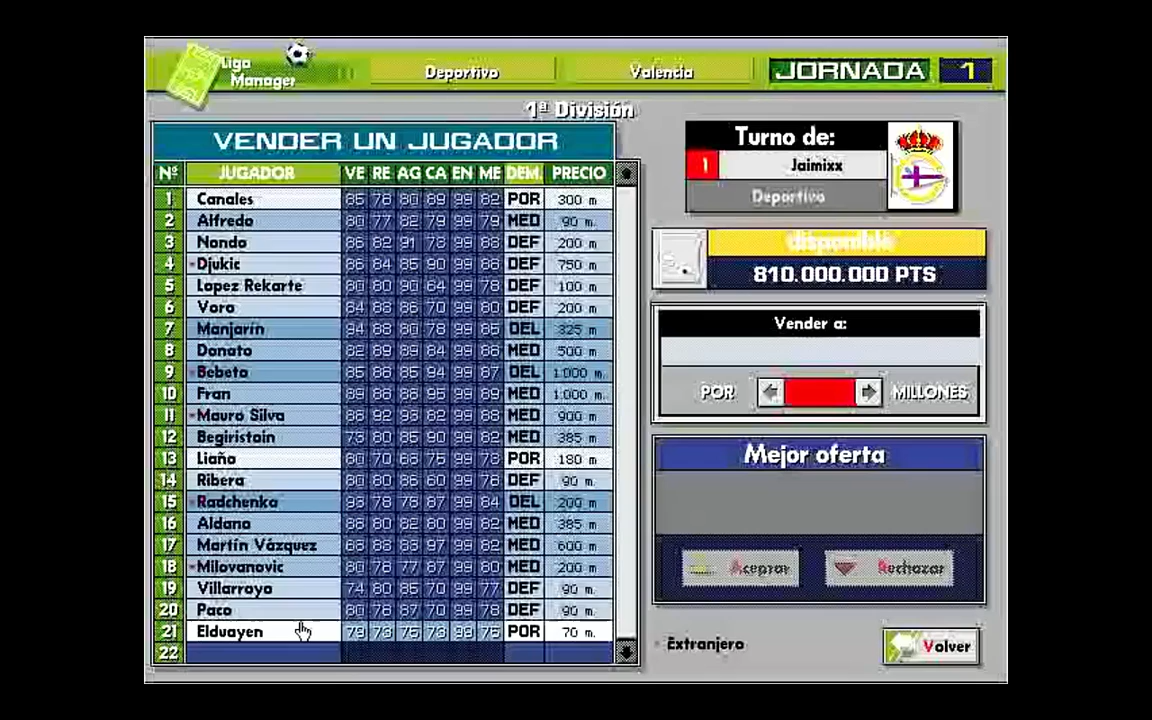 Liga Manager
Deportivo
Valencia
JORNADA 1
1ª División
VENDER UN JUGADOR
Nº JUGADOR VE RE AG CA EN ME DEM. PRECIO
1 Canales 85 78 80 89 99 82 POR 300 m
2 Alfredo 80 77 82 79 99 79 MED 90 m.
3 Nando 86 82 91 78 99 88 DEF 200 m
4 Djukic 86 84 85 90 99 86 DEF 750 m
5 Lopez Rekarte 80 80 90 64 99 78 DEF 100 m
6 Voro 84 88 86 70 99 80 DEF 200 m
7 Manjarín 94 88 80 78 99 85 DEL 325 m
8 Donato 82 89 89 84 99 86 MED 500 m
9 Bebeto 85 88 85 94 99 87 DEL 1.000 m.
10 Fran 89 88 88 95 99 89 MED 1.000 m.
11 Mauro Silva 88 92 93 82 99 88 MED 900 m
12 Begiristain 73 80 85 90 99 82 MED 385 m
13 Liaño 80 70 68 75 99 73 POR 180 m
14 Ribera 80 80 86 60 99 78 DEF 90 m.
15 Radchenko 93 78 76 87 99 84 DEL 200 m
16 Aldana 86 80 82 80 99 82 MED 385 m
17 Martín Vázquez 68 88 83 97 99 82 MED 600 m
18 Milovanovic 80 78 77 87 99 80 MED 200 m
19 Villarroya 74 80 85 70 99 77 DEF 90 m.
20 Paco 80 78 87 70 99 78 DEF 90 m.
21 Elduayen 79 73 75 73 98 75 POR 70 m.
22
Turno de:
1 Jaimixx
Deportivo
disponible
810.000.000 PTS
Vender a:
POR MILLONES
Mejor oferta
Aceptar
Rechazar
Extranjero
Volver